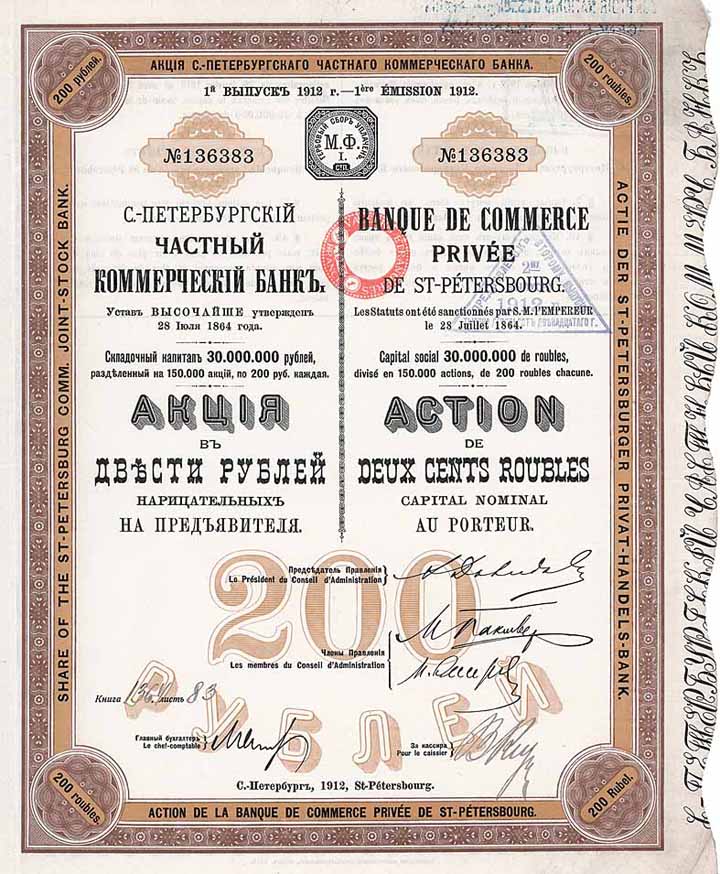 АКЦІЯ С.-ПЕТЕРБУРГСКАГО ЧАСТНАГО КОММЕРЧЕСКАГО БАНКА.
200 рублей.
200 roubles.
1ª ВЫПУСКЪ 1912 г.—1ère ÉMISSION 1912.
ГЕРБОВЫЙ СБОРЪ УПЛАЧЕНЪ.
М.Ф.
I.
№136383
№136383
С.-ПЕТЕРБУРГСКІЙ
ЧАСТНЫЙ
КОММЕРЧЕСКІЙ БАНКЪ.
Уставъ ВЫСОЧАЙШЕ утвержденъ
28 Іюля 1864 года.
Складочный капиталъ 30.000.000 рублей,
раздѣленный на 150.000 акцій, по 200 руб. каждая.
АКЦІЯ
ВЪ
ДВѢСТИ РУБЛЕЙ
НАРИЦАТЕЛЬНЫХЪ
НА ПРЕДЪЯВИТЕЛЯ.
BANQUE DE COMMERCE
PRIVÉE
DE ST-PÉTERSBOURG.
Les Statuts ont été sanctionnés par S. M. l'EMPEREUR
le 28 Juillet 1864.
Capital social 30.000.000 de roubles,
divisé en 150.000 actions, de 200 roubles chacune.
ACTION
DE
DEUX CENTS ROUBLES
CAPITAL NOMINAL
AU PORTEUR.
1912 г.
200
РУБЛЕЙ
Предсѣдатель Правленія
Le Président du Conseil d'Administration
Члены Правленія
Les membres du Conseil d'Administration
Книга 136 листъ 83
Главный бухгалтеръ
Le chef-comptable
За кассира
Pour le caissier
С.-Петербургъ, 1912, St-Pétersbourg.
200 roubles.
200 Rubel.
ACTION DE LA BANQUE DE COMMERCE PRIVÉE DE ST-PÉTERSBOURG.
SHARE OF THE ST-PETERSBURG COMM. JOINT-STOCK BANK.
ACTIE DER ST-PETERSBURGER PRIVAT-HANDELS-BANK.